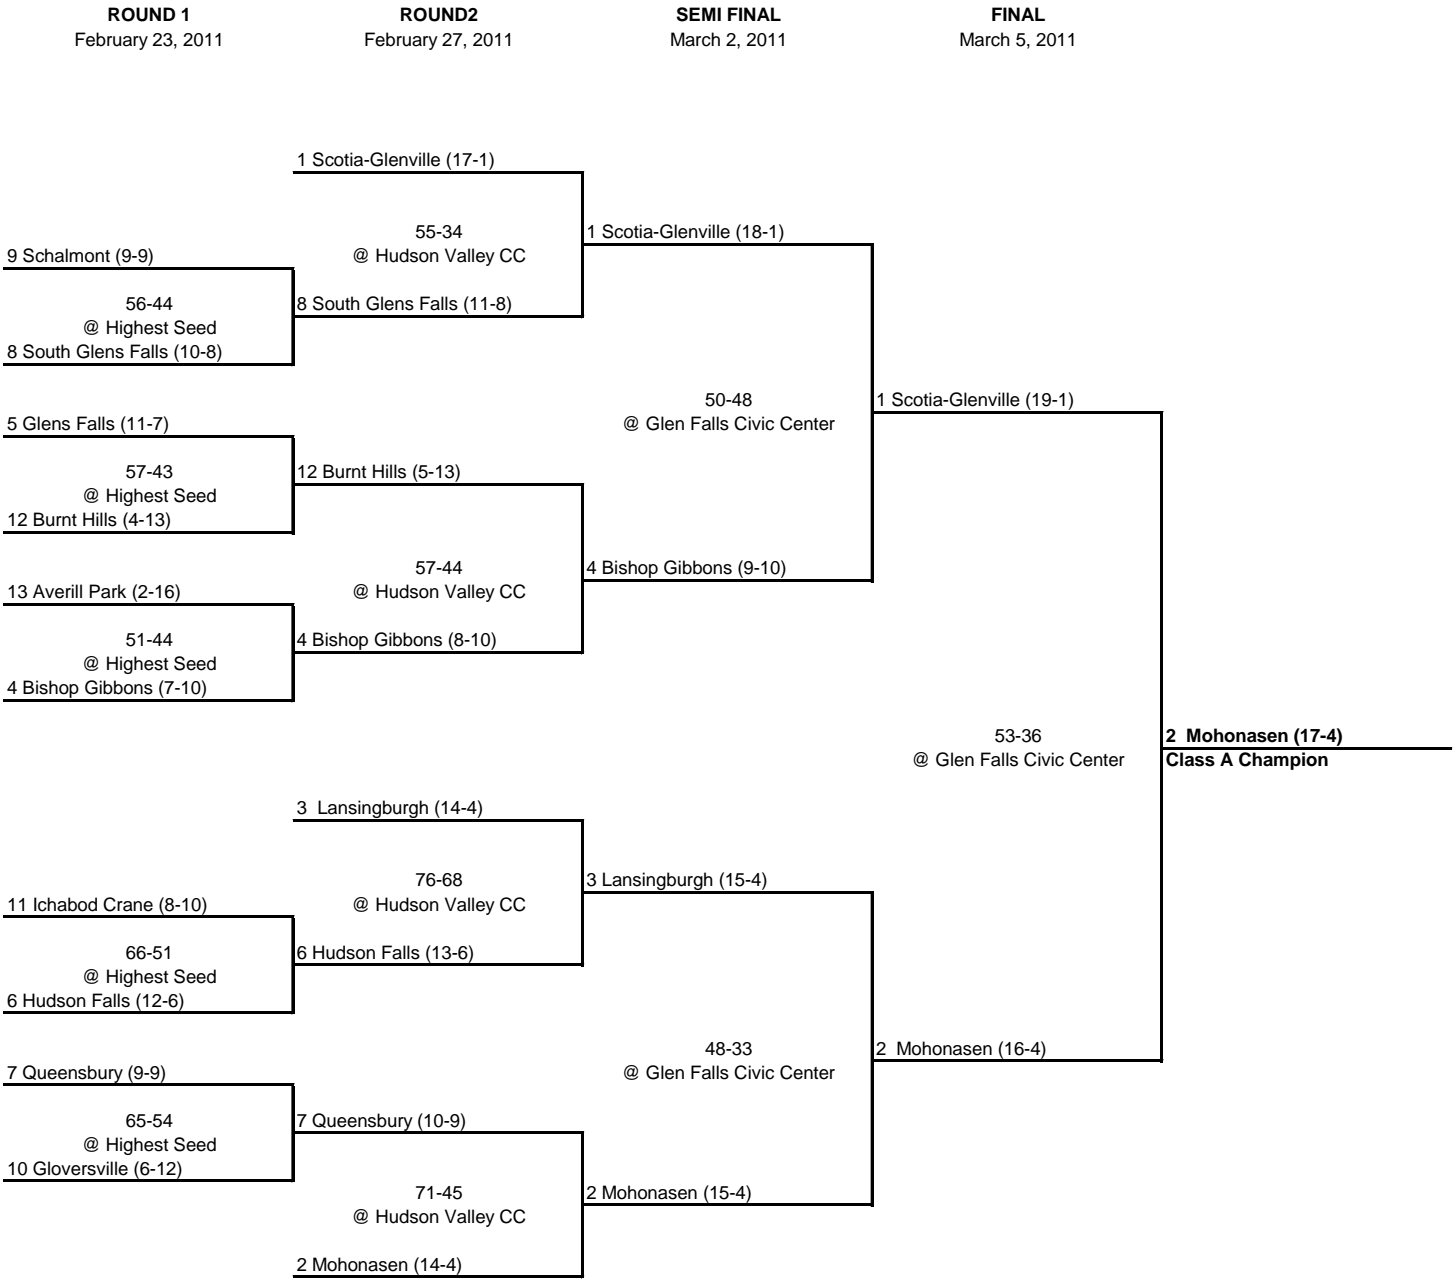 ROUND 1 ROUND2 SEMI FINAL FINAL
February 23, 2011 February 27, 2011 March 2, 2011 March 5, 2011
1 Scotia-Glenville (17-1)
55-34 1 Scotia-Glenville (18-1)
9 Schalmont (9-9) @ Hudson Valley CC
56-44 8 South Glens Falls (11-8)
@ Highest Seed
8 South Glens Falls (10-8)
50-48 1 Scotia-Glenville (19-1)
5 Glens Falls (11-7) @ Glen Falls Civic Center
57-43 12 Burnt Hills (5-13)
@ Highest Seed
12 Burnt Hills (4-13)
57-44 4 Bishop Gibbons (9-10)
13 Averill Park (2-16) @ Hudson Valley CC
51-44 4 Bishop Gibbons (8-10)
@ Highest Seed
4 Bishop Gibbons (7-10)
53-36 2 Mohonasen (17-4)
@ Glen Falls Civic Center Class A Champion
3 Lansingburgh (14-4)
76-68 3 Lansingburgh (15-4)
11 Ichabod Crane (8-10) @ Hudson Valley CC
66-51 6 Hudson Falls (13-6)
@ Highest Seed
6 Hudson Falls (12-6)
48-33 2 Mohonasen (16-4)
7 Queensbury (9-9) @ Glen Falls Civic Center
65-54 7 Queensbury (10-9)
@ Highest Seed
10 Gloversville (6-12)
71-45 2 Mohonasen (15-4)
@ Hudson Valley CC
2 Mohonasen (14-4)